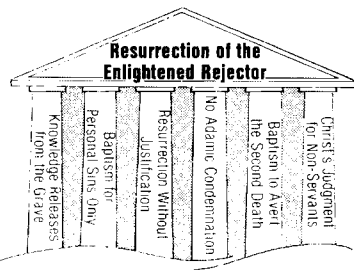 Resurrection of the
Enlightened Rejector
Knowledge Releases
from the Grave
Baptism for
Personal Sins Only
Resurrection Without
Justification
No Adamic Condemnation
Baptism to Avert
the Second Death
Christ's Judgment
for Non-Servants